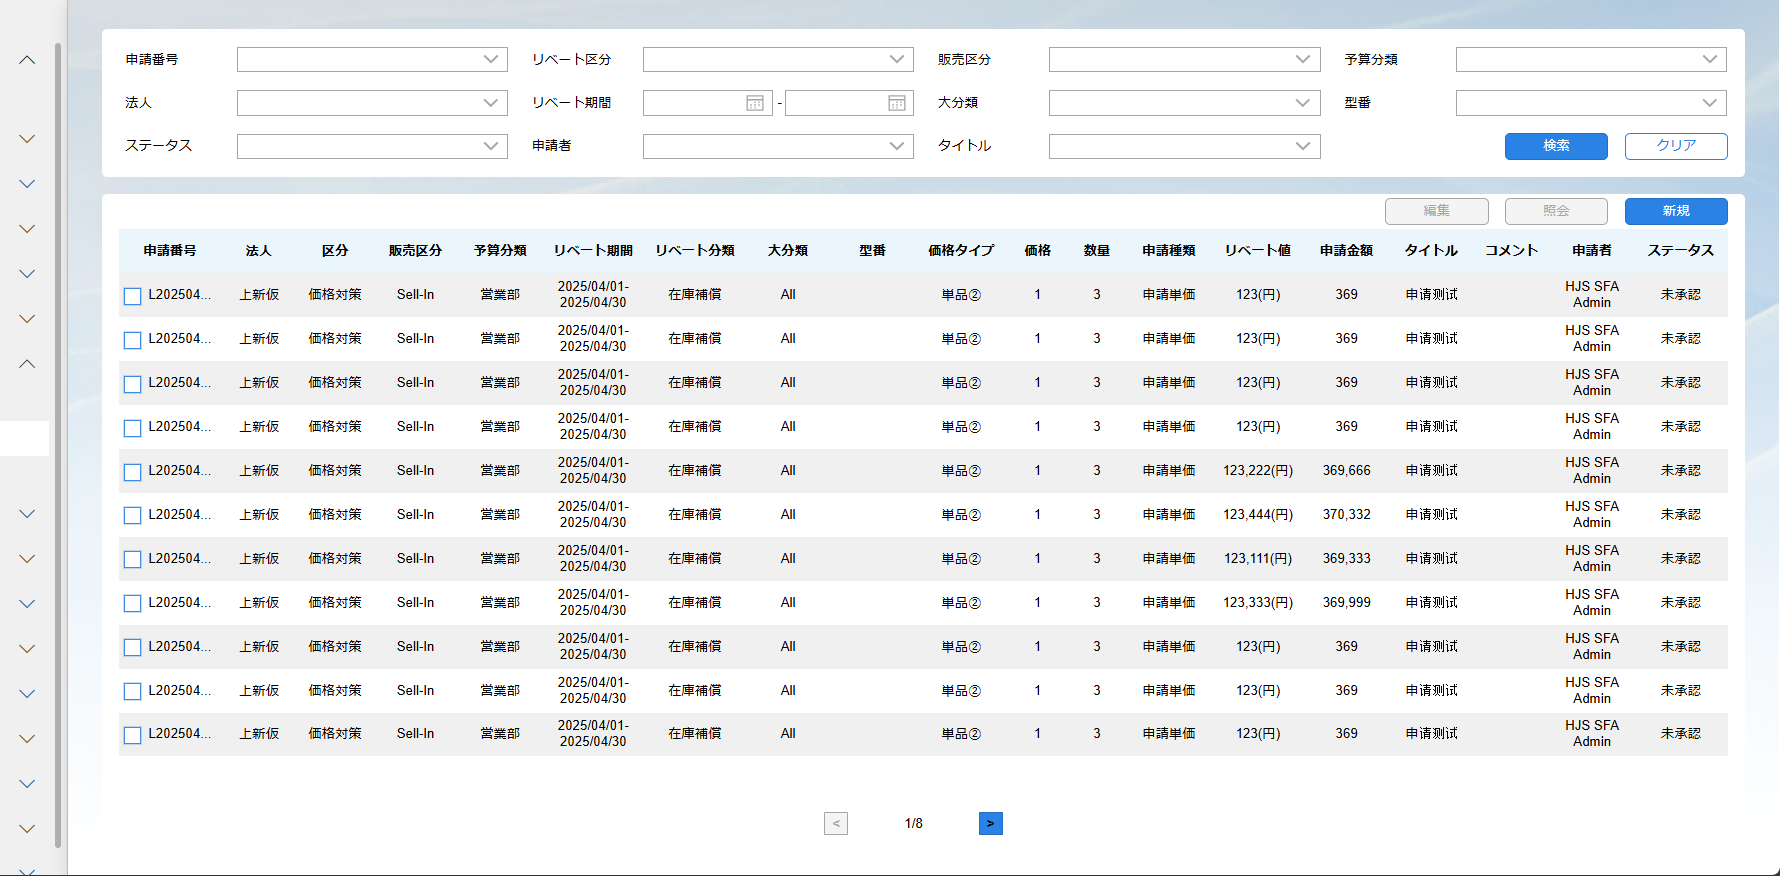 申請番号 リベート区分 販売区分 予算分類
法人 リベート期間 - 大分類 型番
ステータス 申請者 タイトル 検索 クリア
編集 照会 新規
申請番号 法人 区分 販売区分 予算分類 リベート期間 リベート分類 大分類 型番 価格タイプ 価格 数量 申請種類 リベート値 申請金額 タイトル コメント 申請者 ステータス
L202504... 上新仮 価格対策 Sell-In 営業部 2025/04/01-2025/04/30 在庫補償 All 単品② 1 3 申請単価 123(円) 369 申请测试 HJS SFA Admin 未承認
L202504... 上新仮 価格対策 Sell-In 営業部 2025/04/01-2025/04/30 在庫補償 All 単品② 1 3 申請単価 123(円) 369 申请测试 HJS SFA Admin 未承認
L202504... 上新仮 価格対策 Sell-In 営業部 2025/04/01-2025/04/30 在庫補償 All 単品② 1 3 申請単価 123(円) 369 申请测试 HJS SFA Admin 未承認
L202504... 上新仮 価格対策 Sell-In 営業部 2025/04/01-2025/04/30 在庫補償 All 単品② 1 3 申請単価 123(円) 369 申请测试 HJS SFA Admin 未承認
L202504... 上新仮 価格対策 Sell-In 営業部 2025/04/01-2025/04/30 在庫補償 All 単品② 1 3 申請単価 123,222(円) 369,666 申请测试 HJS SFA Admin 未承認
L202504... 上新仮 価格対策 Sell-In 営業部 2025/04/01-2025/04/30 在庫補償 All 単品② 1 3 申請単価 123,444(円) 370,332 申请测试 HJS SFA Admin 未承認
L202504... 上新仮 価格対策 Sell-In 営業部 2025/04/01-2025/04/30 在庫補償 All 単品② 1 3 申請単価 123,111(円) 369,333 申请测试 HJS SFA Admin 未承認
L202504... 上新仮 価格対策 Sell-In 営業部 2025/04/01-2025/04/30 在庫補償 All 単品② 1 3 申請単価 123,333(円) 369,999 申请测试 HJS SFA Admin 未承認
L202504... 上新仮 価格対策 Sell-In 営業部 2025/04/01-2025/04/30 在庫補償 All 単品② 1 3 申請単価 123(円) 369 申请测试 HJS SFA Admin 未承認
L202504... 上新仮 価格対策 Sell-In 営業部 2025/04/01-2025/04/30 在庫補償 All 単品② 1 3 申請単価 123(円) 369 申请测试 HJS SFA Admin 未承認
L202504... 上新仮 価格対策 Sell-In 営業部 2025/04/01-2025/04/30 在庫補償 All 単品② 1 3 申請単価 123(円) 369 申请测试 HJS SFA Admin 未承認
< 1/8 >